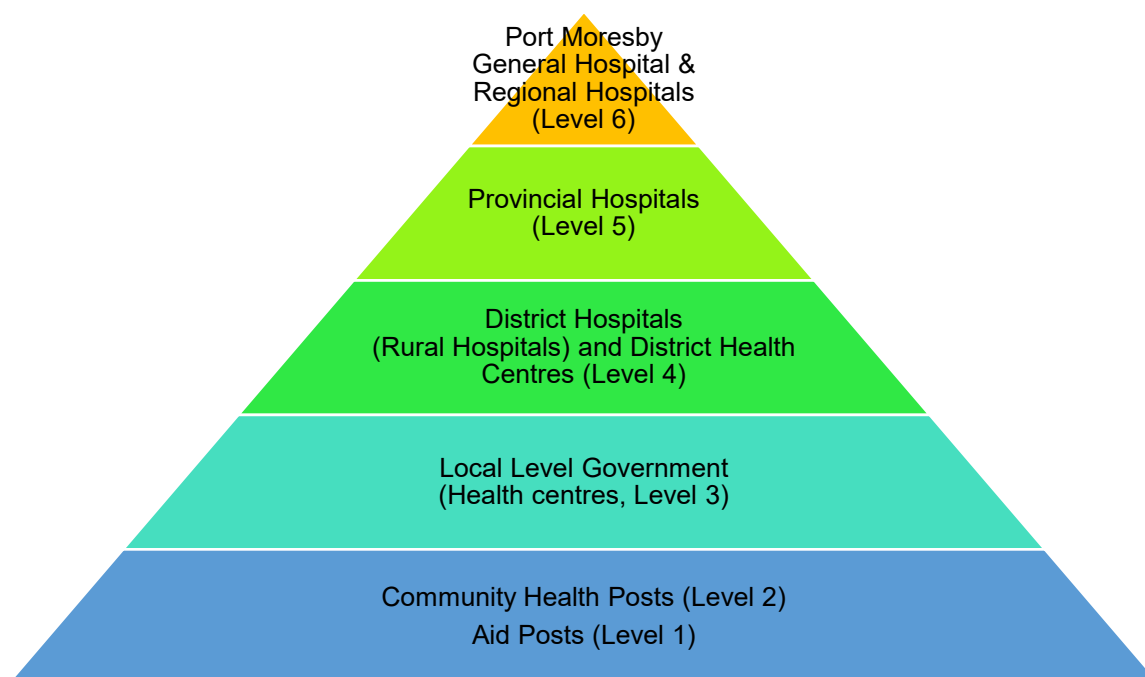 Port Moresby
General Hospital &
Regional Hospitals
(Level 6)
Provincial Hospitals
(Level 5)
District Hospitals
(Rural Hospitals) and District Health
Centres (Level 4)
Local Level Government
(Health centres, Level 3)
Community Health Posts (Level 2)
Aid Posts (Level 1)